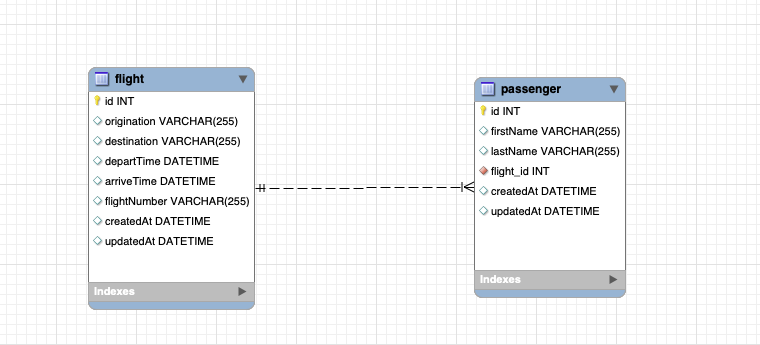 flight
id INT
origination VARCHAR(255)
destination VARCHAR(255)
departTime DATETIME
arriveTime DATETIME
flightNumber VARCHAR(255)
createdAt DATETIME
updatedAt DATETIME
Indexes
passenger
id INT
firstName VARCHAR(255)
lastName VARCHAR(255)
flight_id INT
createdAt DATETIME
updatedAt DATETIME
Indexes